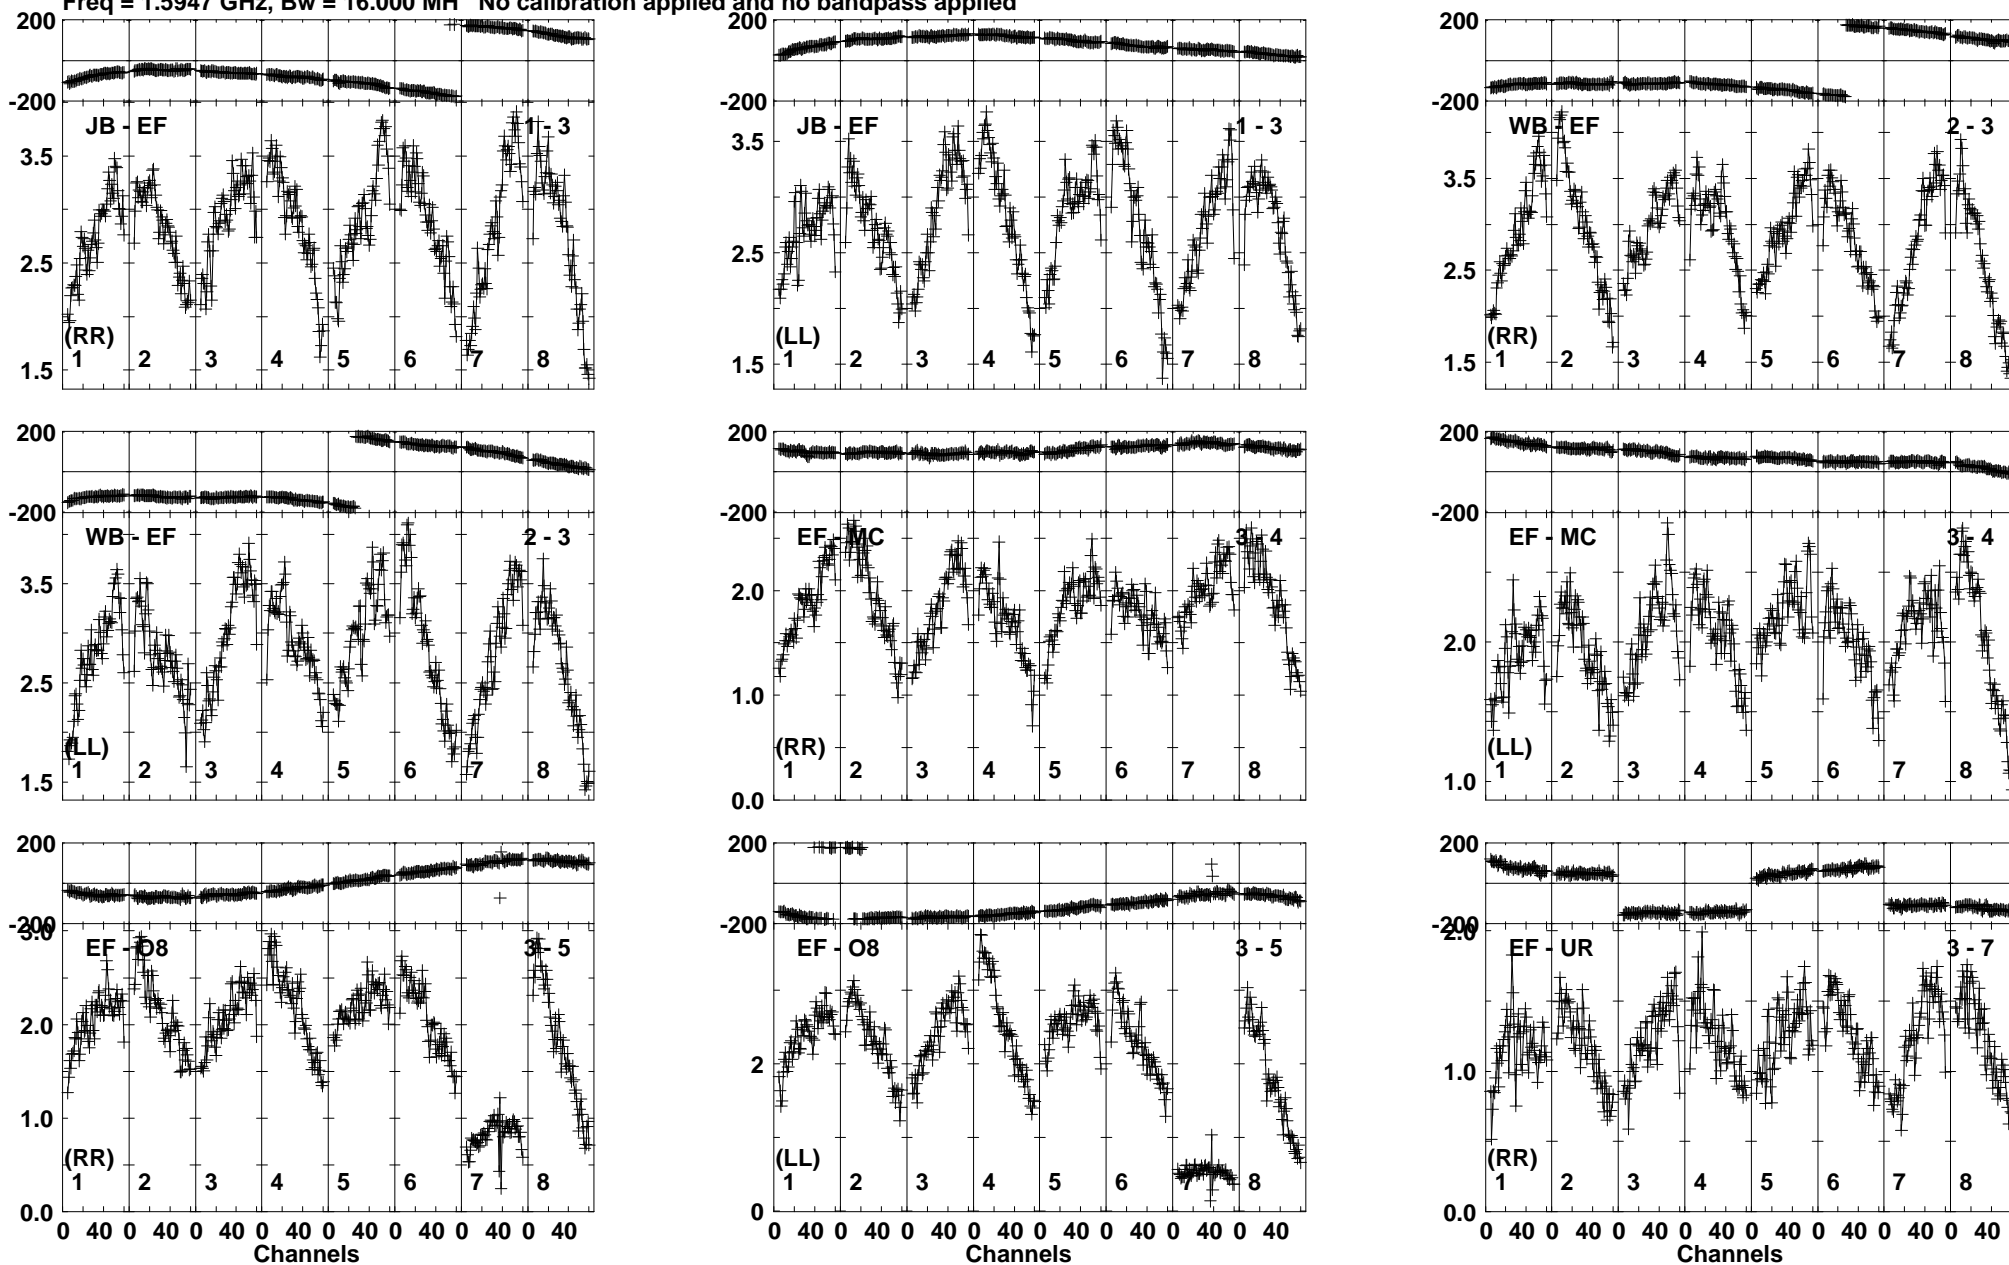 Freq = 1.5947 GHz, Bw = 16.000 MH No calibration applied and no bandpass applied
200 200 200
-200 -200 -200
JB - EF 1 - 3 JB - EF 1 - 3 WB - EF 2 - 3
3.5 3.5 3.5
2.5 2.5 2.5
(RR) (LL) (RR)
1 2 3 4 5 6 7 8 1 2 3 4 5 6 7 8 1 2 3 4 5 6 7 8
1.5 1.5 1.5
200 200 200
-200 -200 -200
WB - EF 2 - 3 EF - MC 3 - 4 EF - MC 3 - 4
3.5 2.0 2.0
2.5 1.0
(LL) (RR) (LL)
1 2 3 4 5 6 7 8 1 2 3 4 5 6 7 8 1 2 3 4 5 6 7 8
1.5 0.0 1.0
200 200 200
-200 -200 -200
3.0 2.0
EF - O8 3 - 5 EF - O8 3 - 5 EF - UR 3 - 7
2.0 2 1.0
1.0
(RR) (LL) (RR)
1 2 3 4 5 6 7 8 1 2 3 4 5 6 7 8 1 2 3 4 5 6 7 8
0.0 0 0.0
0 40 0 40 0 40 0 40 0 40 0 40 0 40 0 40 0 40 0 40 0 40 0 40 0 40 0 40 0 40 0 40 0 40 0 40 0 40 0 40 0 40 0 40 0 40 0 40
Channels Channels Channels